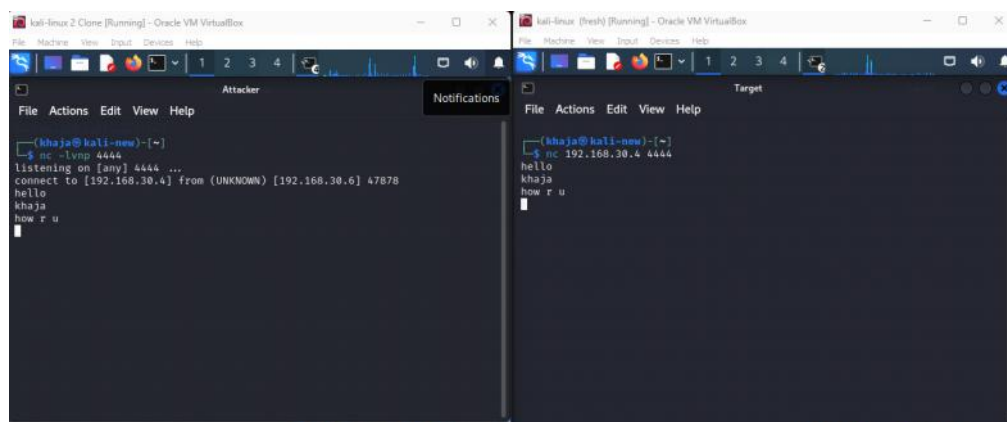 kali-linux 2 Clone [Running] - Oracle VM VirtualBox
File Machine View Input Devices Help
1 2 3 4
Attacker
Notifications
File Actions Edit View Help
(khaja㉿kali-new)-[~]
$ nc -lvnp 4444
listening on [any] 4444 ...
connect to [192.168.30.4] from (UNKNOWN) [192.168.30.6] 47878
hello
khaja
how r u
kali-linux (fresh) [Running] - Oracle VM VirtualBox
File Machine View Input Devices Help
1 2 3 4
Target
File Actions Edit View Help
(khaja㉿kali-new)-[~]
$ nc 192.168.30.4 4444
hello
khaja
how r u